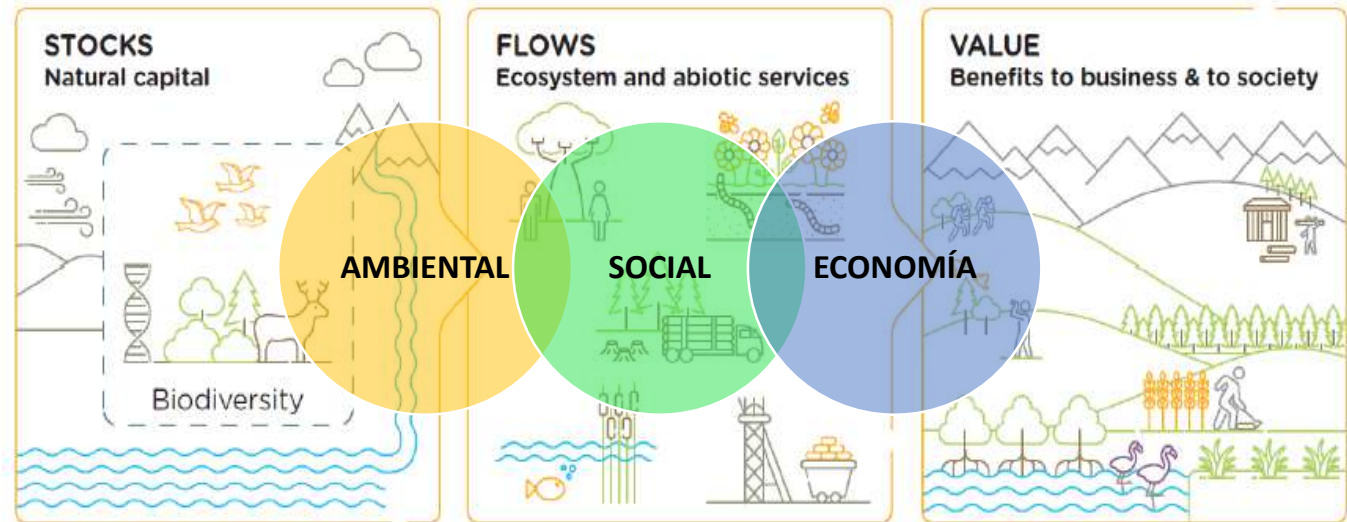 STOCKS
Natural capital
Biodiversity
FLOWS
Ecosystem and abiotic services
VALUE
Benefits to business & to society
AMBIENTAL
SOCIAL
ECONOMÍA